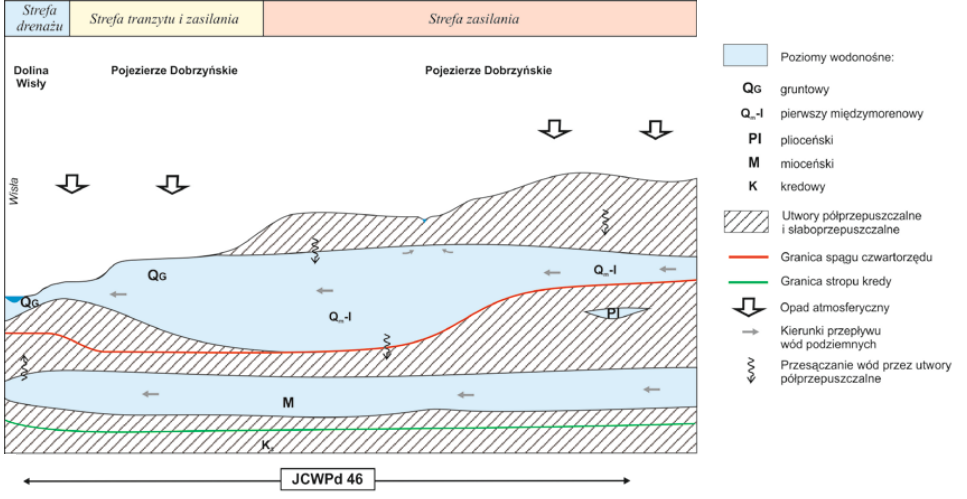 Strefa drenażu
Strefa tranzytu i zasilania
Strefa zasilania
Dolina Wisły
Pojezierze Dobrzyńskie
Pojezierze Dobrzyńskie
Wisła
QG
QG
Qm-I
Qm-I
Pl
M
K
JCWPd 46
Poziomy wodonośne:
QG gruntowy
Qm-I pierwszy międzymorenowy
Pl plioceński
M mioceński
K kredowy
Utwory półprzepuszczalne
i słaboprzepuszczalne
Granica spągu czwartorzędu
Granica stropu kredy
Opad atmosferyczny
Kierunki przepływu
wód podziemnych
Przesączanie wód przez utwory
półprzepuszczalne